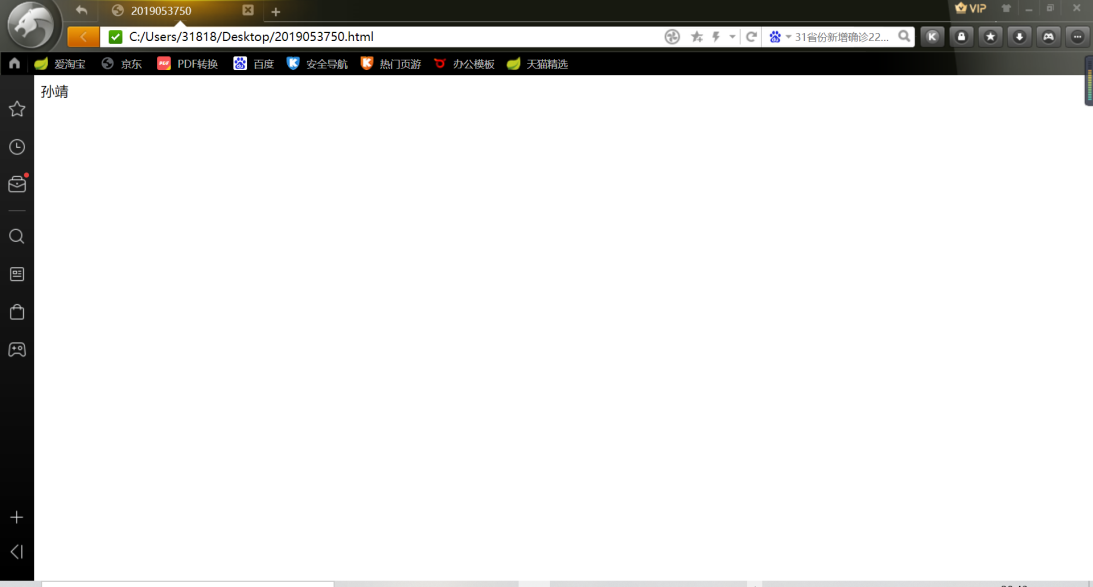 2019053750
VIP
C:/Users/31818/Desktop/2019053750.html
31省份新增确诊22...
爱淘宝 京东 PDF转换 百度 安全导航 热门页游 办公模板 天猫精选
孙靖